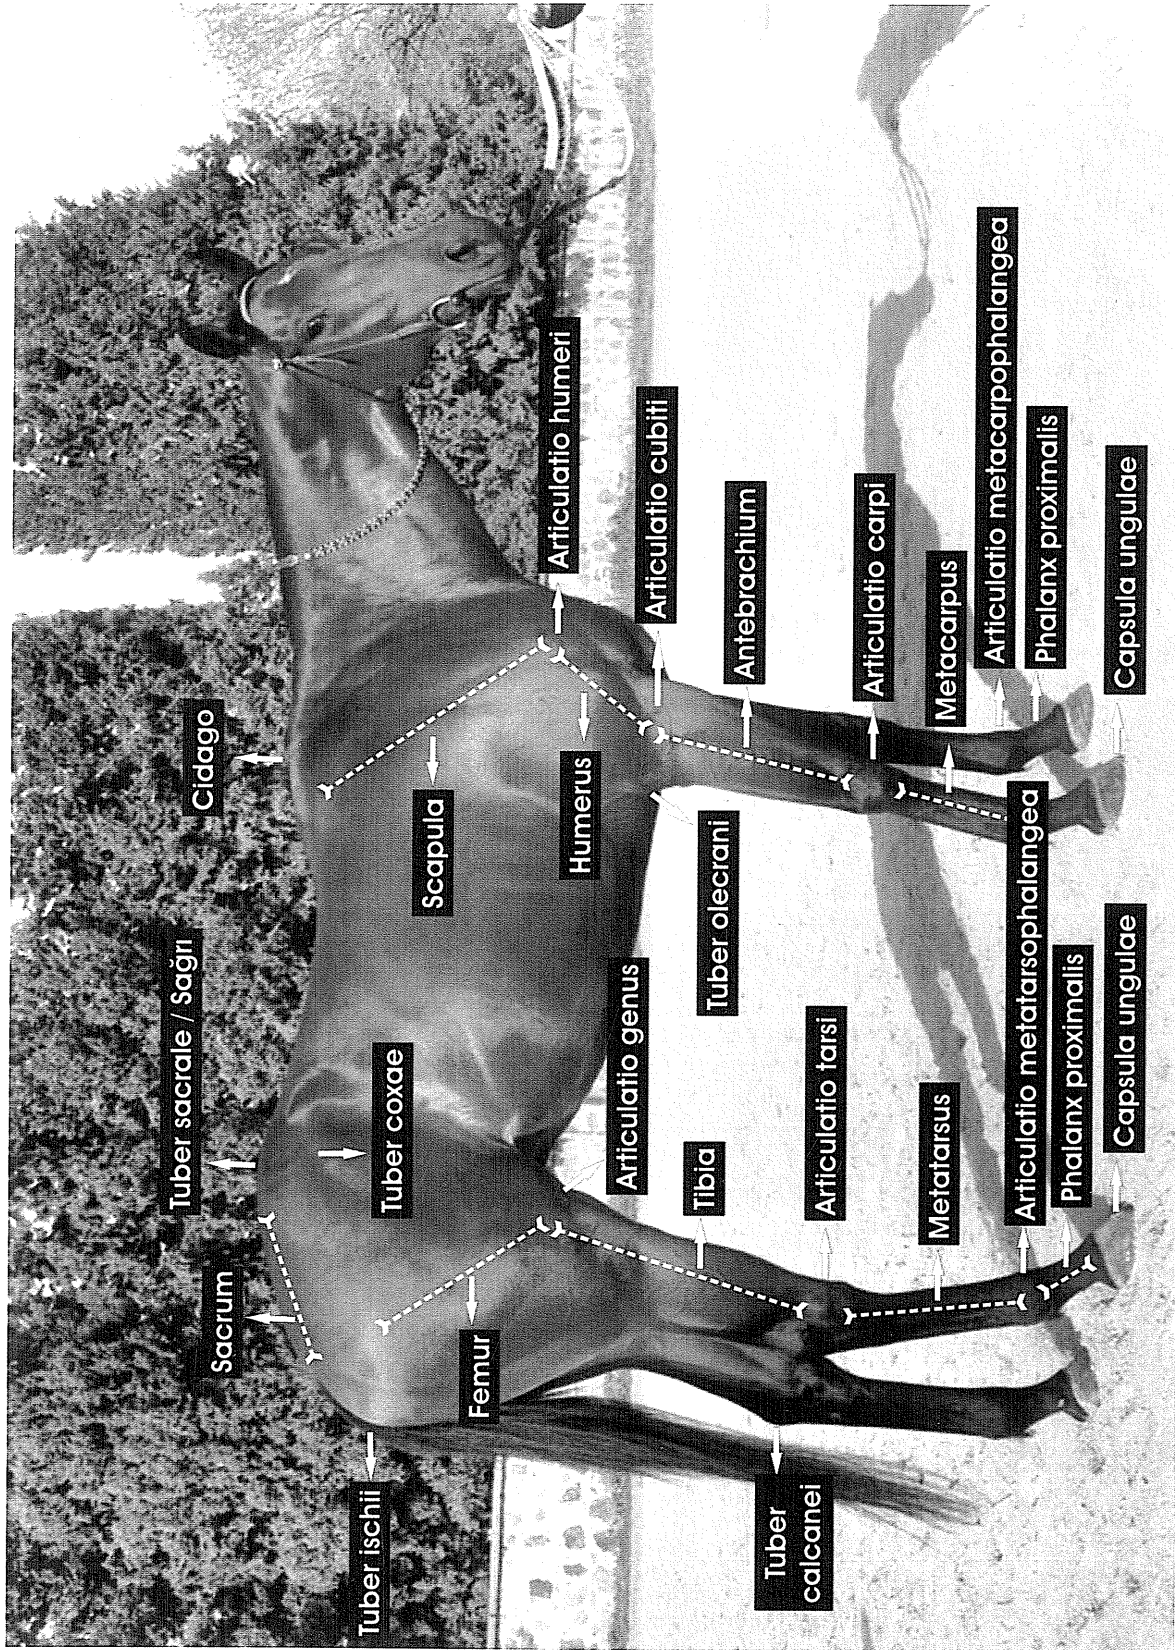 Tuber sacrale / Sağrı
Cidago
Sacrum
Tuber ischii
Tuber coxae
Scapula
Femur
Articulatio humeri
Humerus
Articulatio genus
Articulatio cubiti
Tibia
Tuber olecrani
Antebrachium
Tuber
calcanei
Articulatio tarsi
Articulatio carpi
Metatarsus
Metacarpus
Articulatio metacarpophalangea
Articulatio metatarsophalangea
Phalanx proximalis
Phalanx proximalis
Capsula ungulae
Capsula ungulae